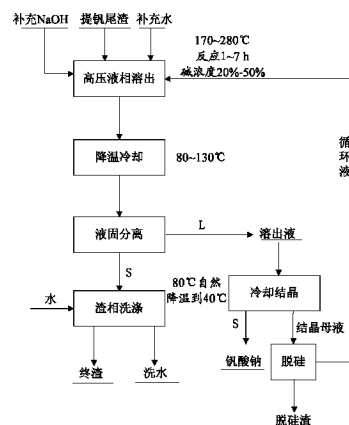 补充NaOH 提钒尾渣 补充水
170~280℃
反应1~7 h
碱浓度20%-50%
高压液相溶出
循
环
液
降温冷却 80~130℃
液固分离 L 溶出液
S
水 渣相洗涤
80℃自然
降温到40℃
冷却结晶
S 结晶母液
终渣 洗水 钒酸钠 脱硅
脱硅渣